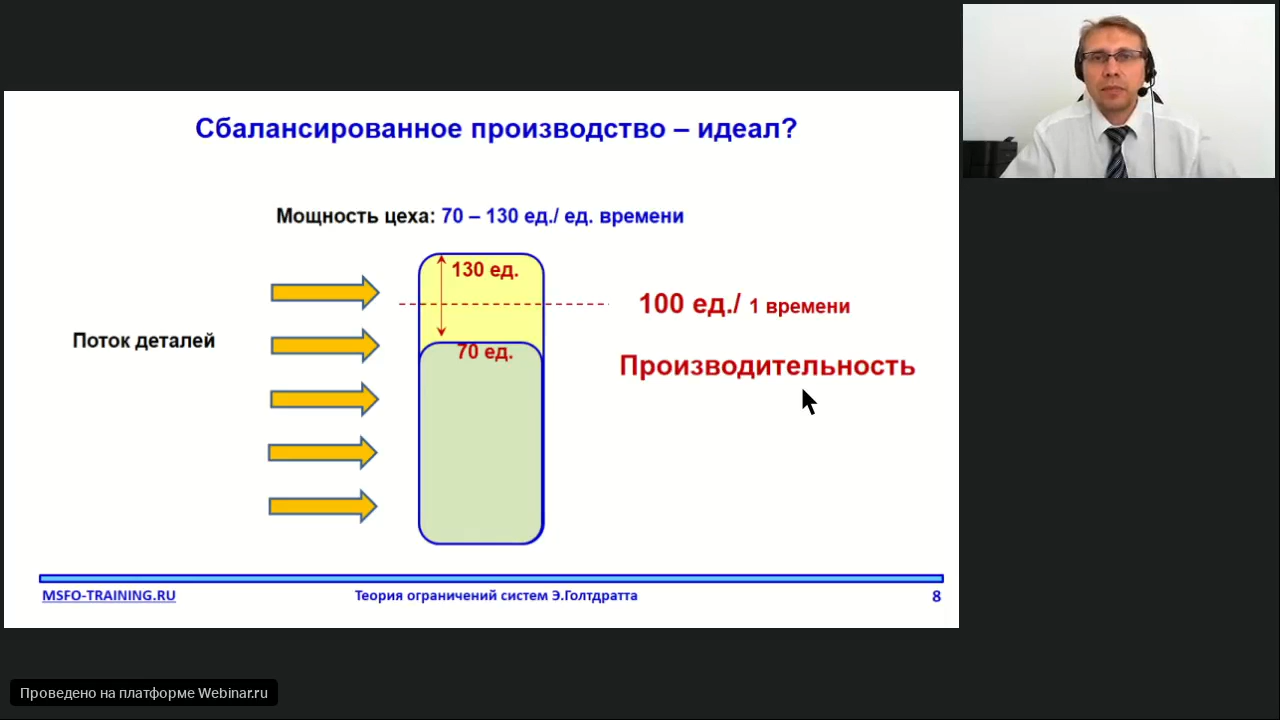 Сбалансированное производство – идеал?
Мощность цеха: 70 – 130 ед./ ед. времени
130 ед.
100 ед./ 1 времени
Поток деталей
70 ед.
Производительность
MSFO-TRAINING.RU
Теория ограничений систем Э.Голтдратта
8
Проведено на платформе Webinar.ru